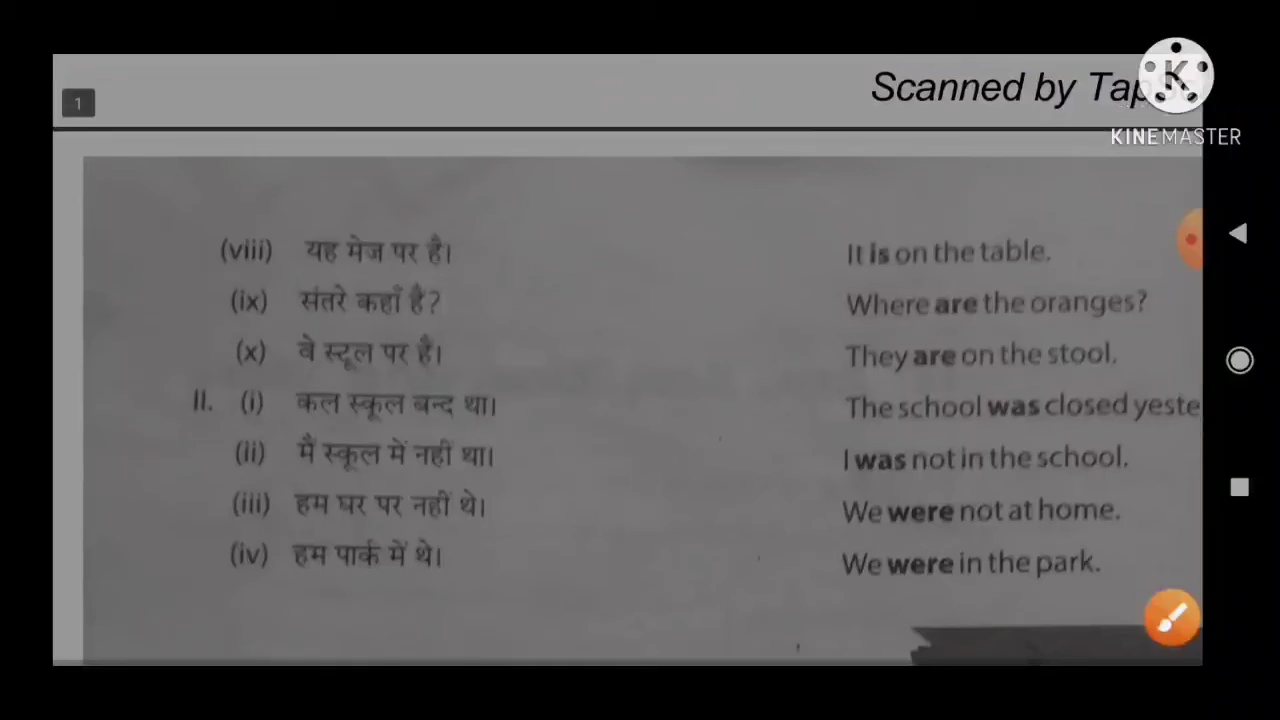 Scanned by Tap
KINEMASTER
1
(viii) यह मेज पर है। It is on the table.
(ix) संतरे कहाँ है? Where are the oranges?
(x) वे स्टूल पर है। They are on the stool.
II. (i) कल स्कूल बन्द था। The school was closed yeste
(ii) मैं स्कूल में नहीं था। I was not in the school.
(iii) हम घर पर नहीं थे। We were not at home.
(iv) हम पार्क में थे। We were in the park.